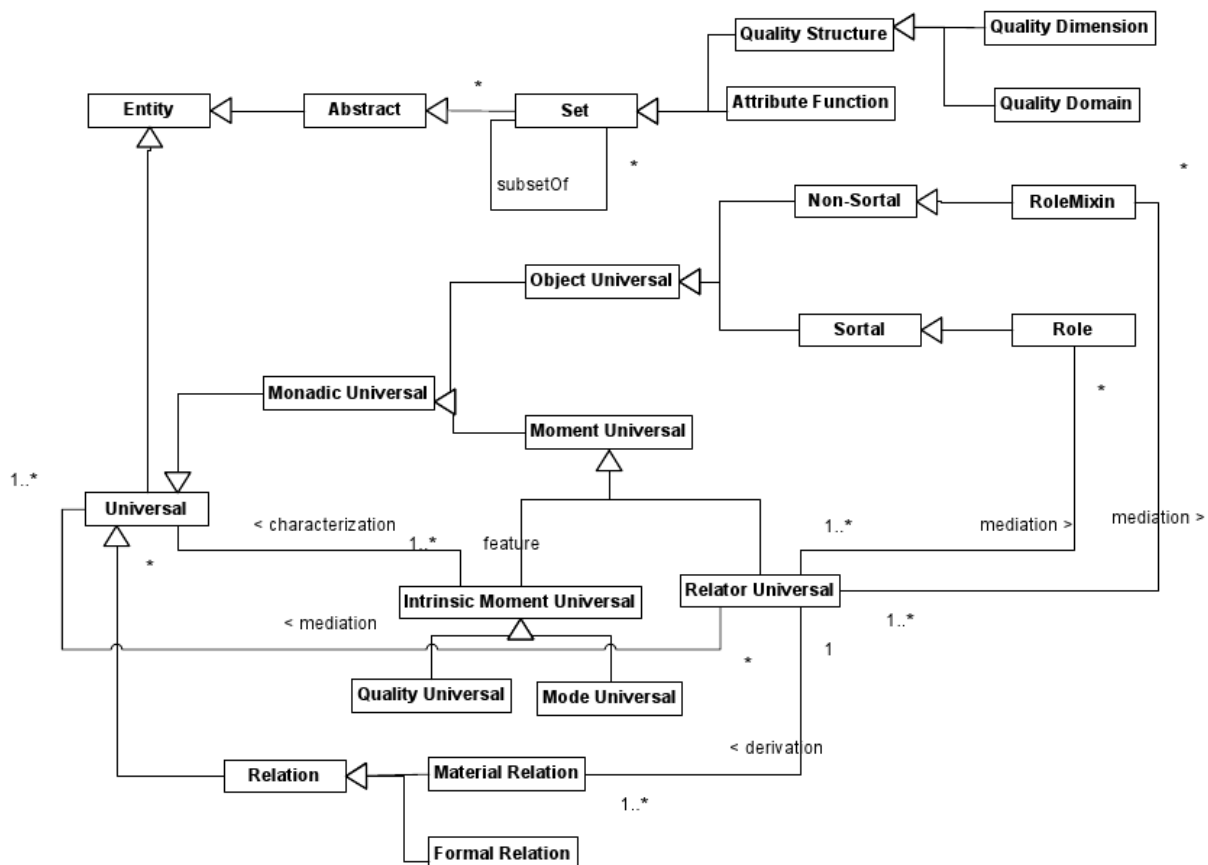 Quality Structure
Quality Dimension
*
Entity
Abstract
Set
Attribute Function
Quality Domain
subsetOf
*
*
Non-Sortal
RoleMixin
Object Universal
Sortal
Role
Monadic Universal
*
Moment Universal
1..*
Universal
< characterization
1..*
feature
1..*
mediation >
mediation >
*
Intrinsic Moment Universal
Relator Universal
< mediation
1..*
*
1
Quality Universal
Mode Universal
< derivation
Relation
Material Relation
1..*
Formal Relation